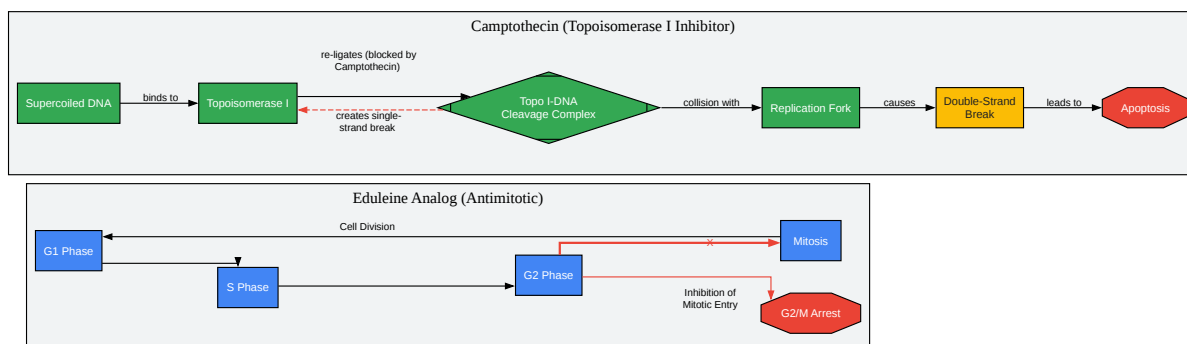 Camptothecin (Topoisomerase I Inhibitor)
re-ligates (blocked by
Camptothecin)
Supercoiled DNA
binds to
Topoisomerase I
creates single-
strand break
Topo I-DNA
Cleavage Complex
collision with
Replication Fork
causes
Double-Strand
Break
leads to
Apoptosis
Eduleine Analog (Antimitotic)
Cell Division
G1 Phase
S Phase
G2 Phase
x
Mitosis
Inhibition of
Mitotic Entry
G2/M Arrest